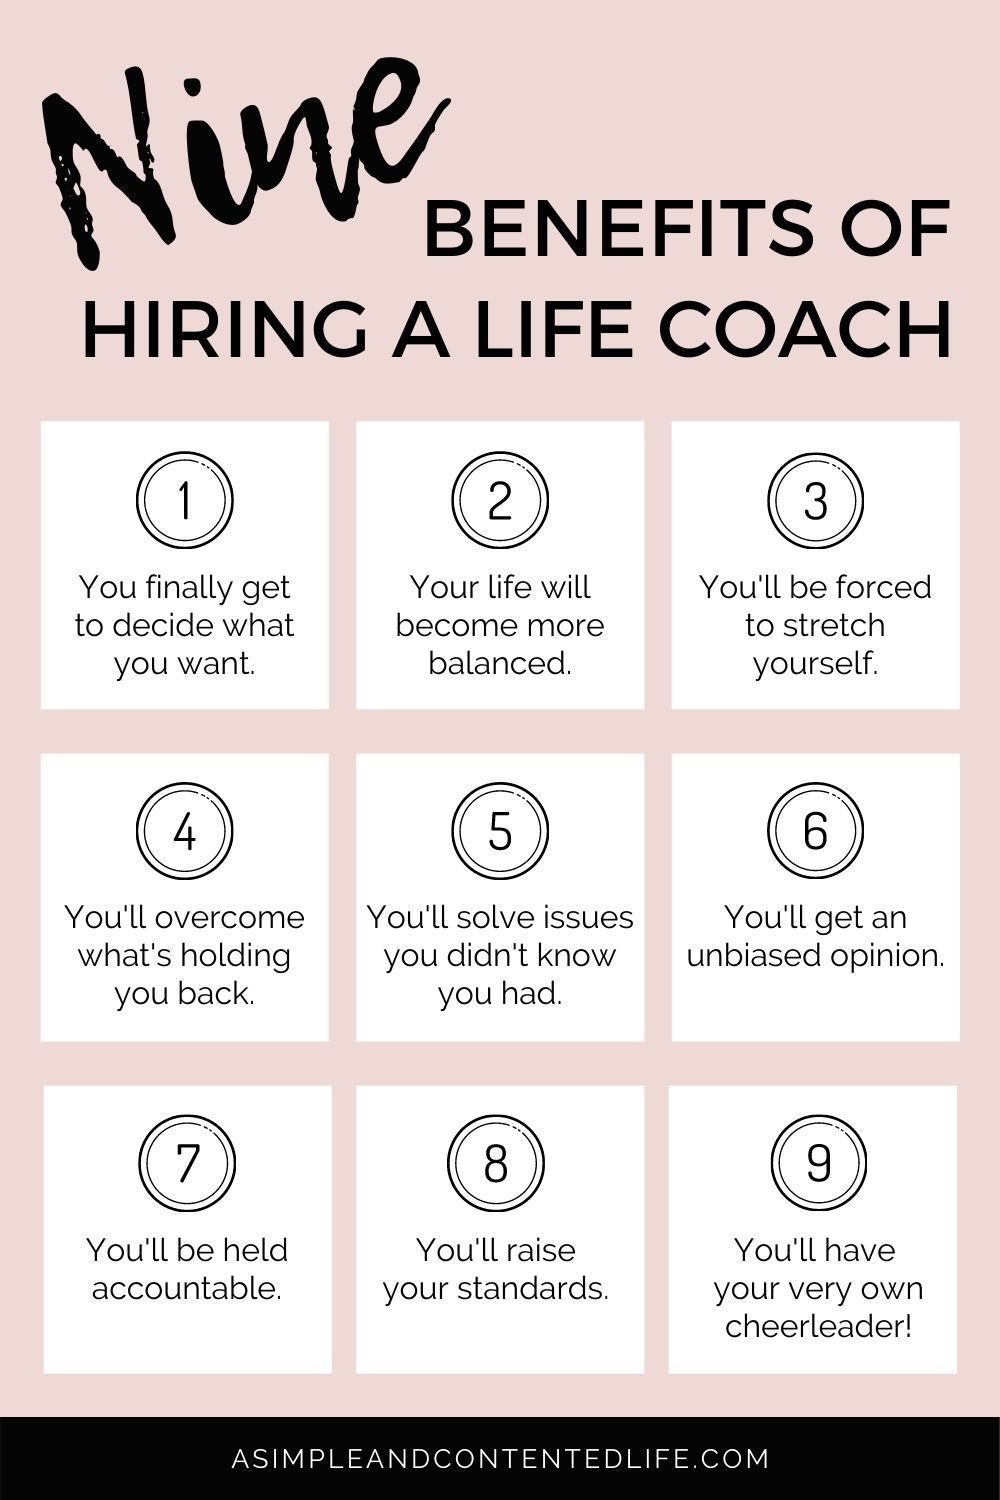 Nine
BENEFITS OF
HIRING A LIFE COACH
1
You finally get
to decide what
you want.
2
Your life will
become more
balanced.
3
You'll be forced
to stretch
yourself.
4
You'll overcome
what's holding
you back.
5
You'll solve issues
you didn't know
you had.
6
You'll get an
unbiased opinion.
7
You'll be held
accountable.
8
You'll raise
your standards.
9
You'll have
your very own
cheerleader!
ASIMPLEANDCONTENTEDLIFE.COM